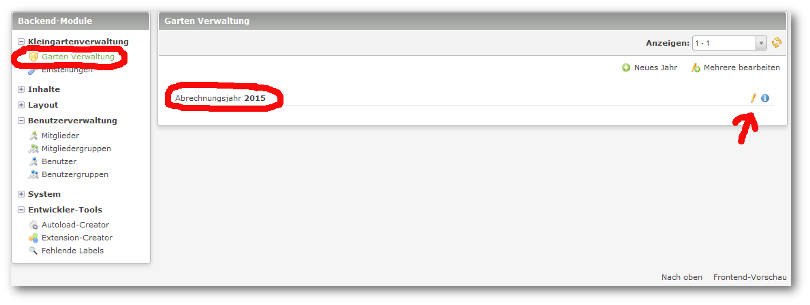 Backend-Module
Kleingartenverwaltung
Garten Verwaltung
Einstellungen
Inhalte
Layout
Benutzerverwaltung
Mitglieder
Mitgliedergruppen
Benutzer
Benutzergruppen
System
Entwickler-Tools
Autoload-Creator
Extension-Creator
Fehlende Labels
Garten Verwaltung
Anzeigen: 1 - 1
Neues Jahr Mehrere bearbeiten
Abrechnungsjahr 2015
Nach oben Frontend-Vorschau